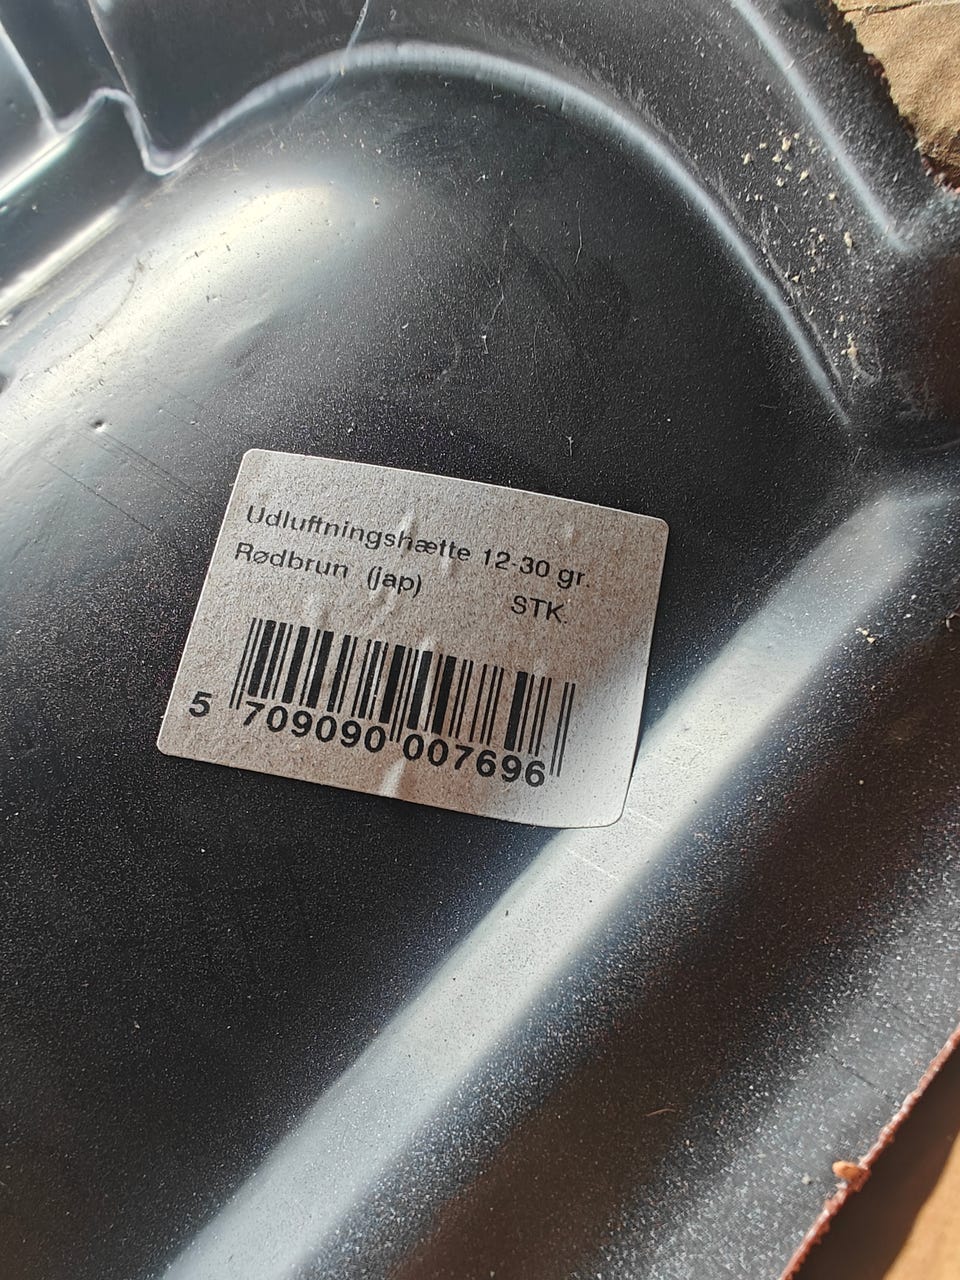 Udluftningshætte 12-30 gr.
Rødbrun (jap) STK.
5 709090 007696